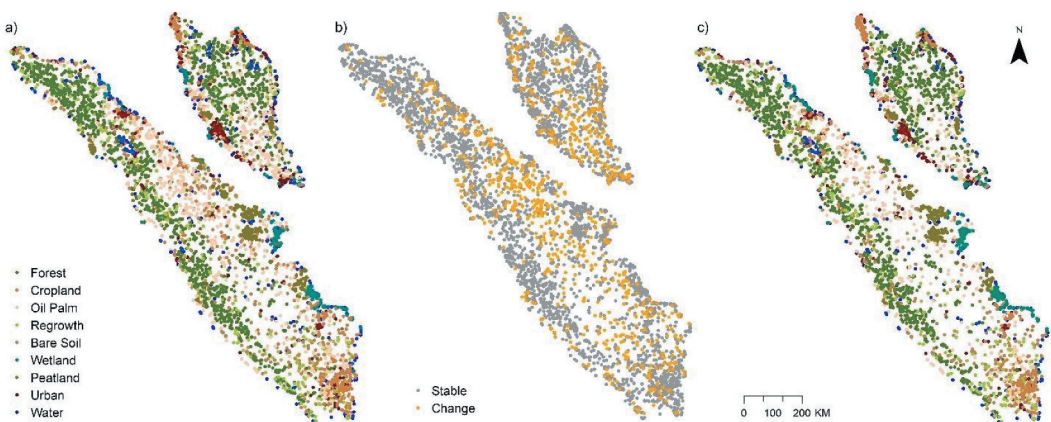 a)
b)
c)
N
Forest
Cropland
Oil Palm
Regrowth
Bare Soil
Wetland
Peatland
Urban
Water
Stable
Change
0 100 200 KM